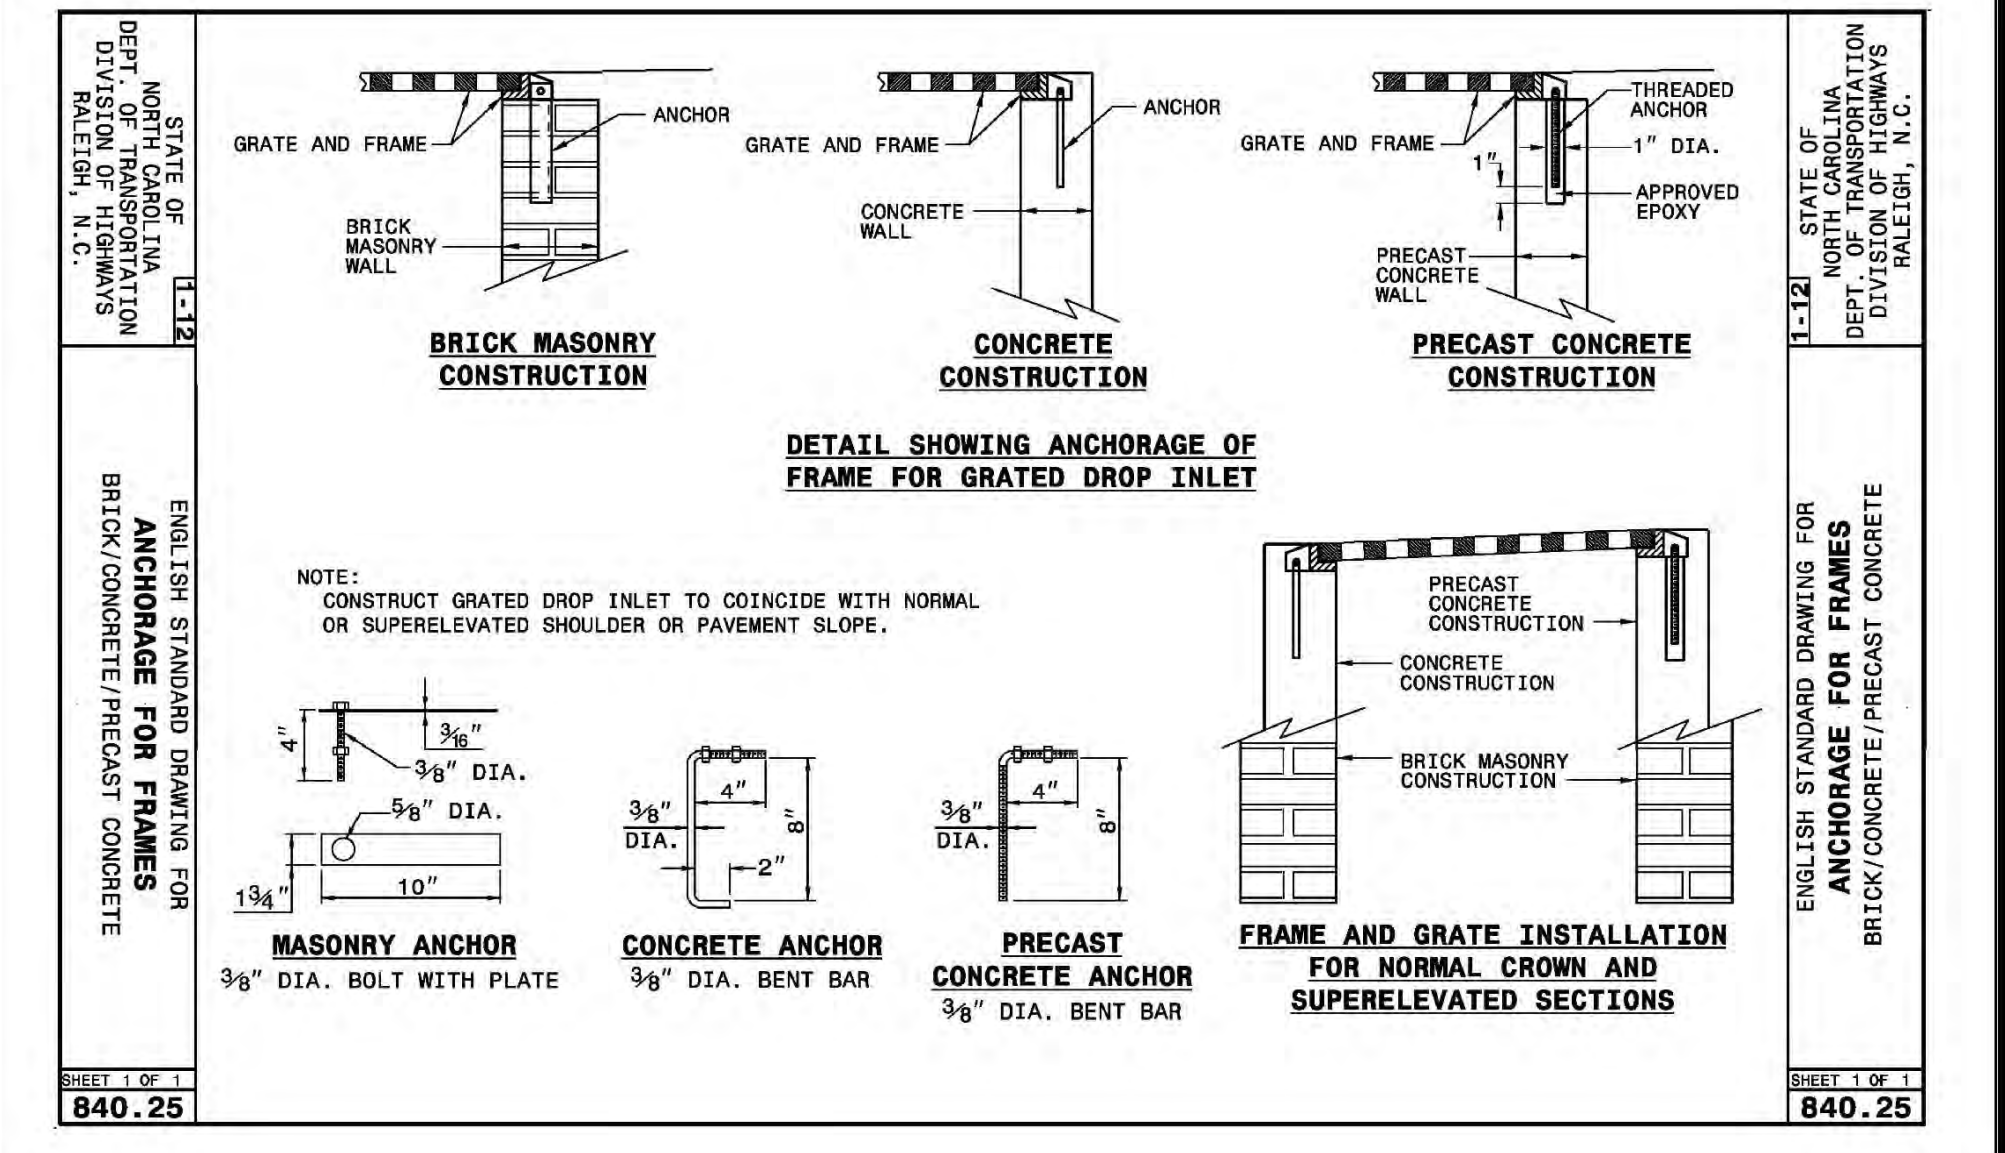 STATE OF
NORTH CAROLINA
DEPT. OF TRANSPORTATION
DIVISION OF HIGHWAYS
RALEIGH, N.C.
1-12
ENGLISH STANDARD DRAWING FOR
ANCHORAGE FOR FRAMES
BRICK/CONCRETE/PRECAST CONCRETE
SHEET 1 OF 1
840.25
GRATE AND FRAME
ANCHOR
BRICK
MASONRY
WALL
BRICK MASONRY
CONSTRUCTION
GRATE AND FRAME
ANCHOR
CONCRETE
WALL
CONCRETE
CONSTRUCTION
GRATE AND FRAME
THREADED
ANCHOR
1" DIA.
1"
APPROVED
EPOXY
PRECAST
CONCRETE
WALL
PRECAST CONCRETE
CONSTRUCTION
DETAIL SHOWING ANCHORAGE OF
FRAME FOR GRATED DROP INLET
NOTE:
CONSTRUCT GRATED DROP INLET TO COINCIDE WITH NORMAL
OR SUPERELEVATED SHOULDER OR PAVEMENT SLOPE.
4"
3/16"
3/8" DIA.
5/8" DIA.
1 3/4"
10"
MASONRY ANCHOR
3/8" DIA. BOLT WITH PLATE
3/8"
DIA.
4"
8"
2"
CONCRETE ANCHOR
3/8" DIA. BENT BAR
3/8"
DIA.
4"
8"
PRECAST
CONCRETE ANCHOR
3/8" DIA. BENT BAR
PRECAST
CONCRETE
CONSTRUCTION
CONCRETE
CONSTRUCTION
BRICK MASONRY
CONSTRUCTION
FRAME AND GRATE INSTALLATION
FOR NORMAL CROWN AND
SUPERELEVATED SECTIONS
STATE OF
NORTH CAROLINA
DEPT. OF TRANSPORTATION
DIVISION OF HIGHWAYS
RALEIGH, N.C.
1-12
ENGLISH STANDARD DRAWING FOR
ANCHORAGE FOR FRAMES
BRICK/CONCRETE/PRECAST CONCRETE
SHEET 1 OF 1
840.25